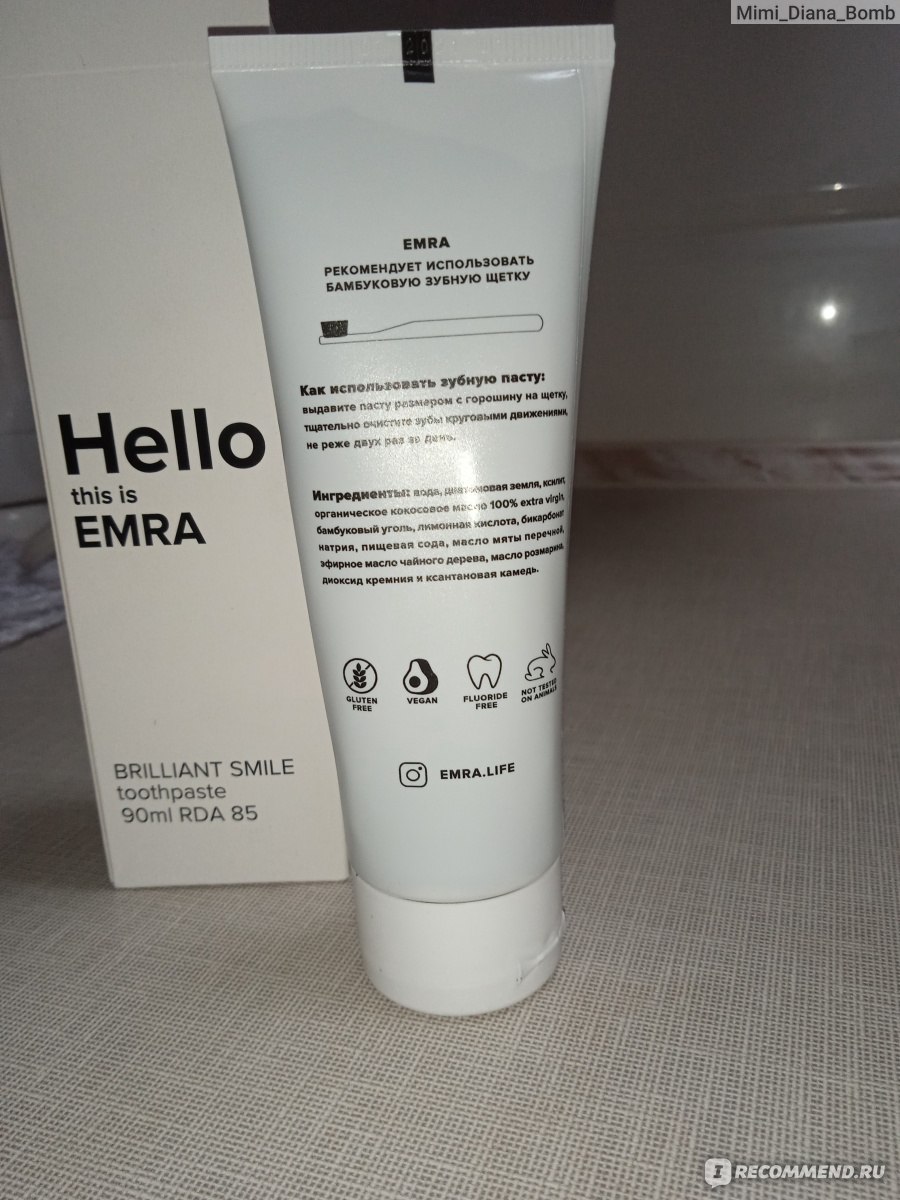 Mimi_Diana_Bomb
EMRA
РЕКОМЕНДУЕТ ИСПОЛЬЗОВАТЬ
БАМБУКОВУЮ ЗУБНУЮ ЩЕТКУ
Как использовать зубную пасту:
выдавите пасту размером с горошину на щетку,
тщательно очистите зубы круговыми движениями,
не реже двух раз во день.
Ингредиенты: вода, диатомовая земля, ксилит,
органическое кокосовое масло 100% extra virgin,
бамбуковый уголь, лимонная кислота, бикарбонат
натрия, пищевая сода, масло мяты перечной,
эфирное масло чайного дерева, масло розмарина,
диоксид кремния и ксантановая камедь.
GLUTEN
FREE
VEGAN
FLUORIDE
FREE
NOT TESTED
ON ANIMALS
EMRA.LIFE
Hello
this is
EMRA
BRILLIANT SMILE
toothpaste
90ml RDA 85
IRECOMMEND.RU